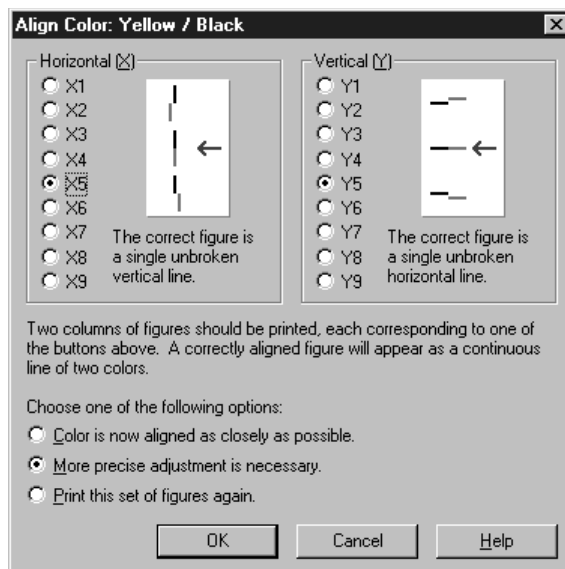 Align Color: Yellow / Black
Horizontal (X)
X1
X2
X3
X4
X5
X6
X7
X8
X9
The correct figure is
a single unbroken
vertical line.
Vertical (Y)
Y1
Y2
Y3
Y4
Y5
Y6
Y7
Y8
Y9
The correct figure is
a single unbroken
horizontal line.
Two columns of figures should be printed, each corresponding to one of
the buttons above. A correctly aligned figure will appear as a continuous
line of two colors.
Choose one of the following options:
Color is now aligned as closely as possible.
More precise adjustment is necessary.
Print this set of figures again.
OK
Cancel
Help